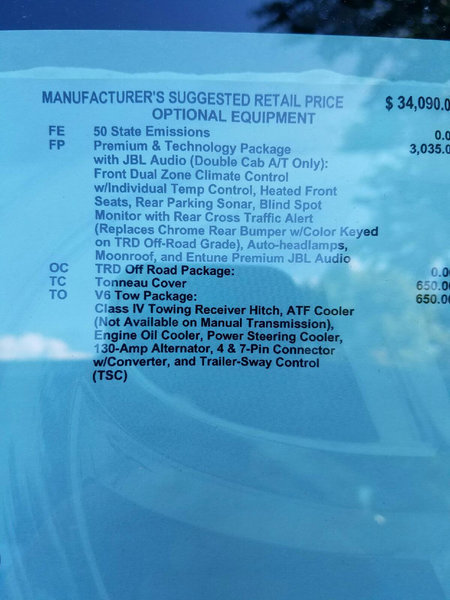 MANUFACTURER'S SUGGESTED RETAIL PRICE $ 34,090.0
OPTIONAL EQUIPMENT
FE 50 State Emissions 0.0
FP Premium & Technology Package 3,035.0
with JBL Audio (Double Cab A/T Only):
Front Dual Zone Climate Control
w/Individual Temp Control, Heated Front
Seats, Rear Parking Sonar, Blind Spot
Monitor with Rear Cross Traffic Alert
(Replaces Chrome Rear Bumper w/Color Keyed
on TRD Off-Road Grade), Auto-headlamps,
Moonroof, and Entune Premium JBL Audio
OC TRD Off Road Package: 0.00
TC Tonneau Cover 650.00
TO V6 Tow Package: 650.00
Class IV Towing Receiver Hitch, ATF Cooler
(Not Available on Manual Transmission),
Engine Oil Cooler, Power Steering Cooler,
130-Amp Alternator, 4 & 7-Pin Connector
w/Converter, and Trailer-Sway Control
(TSC)